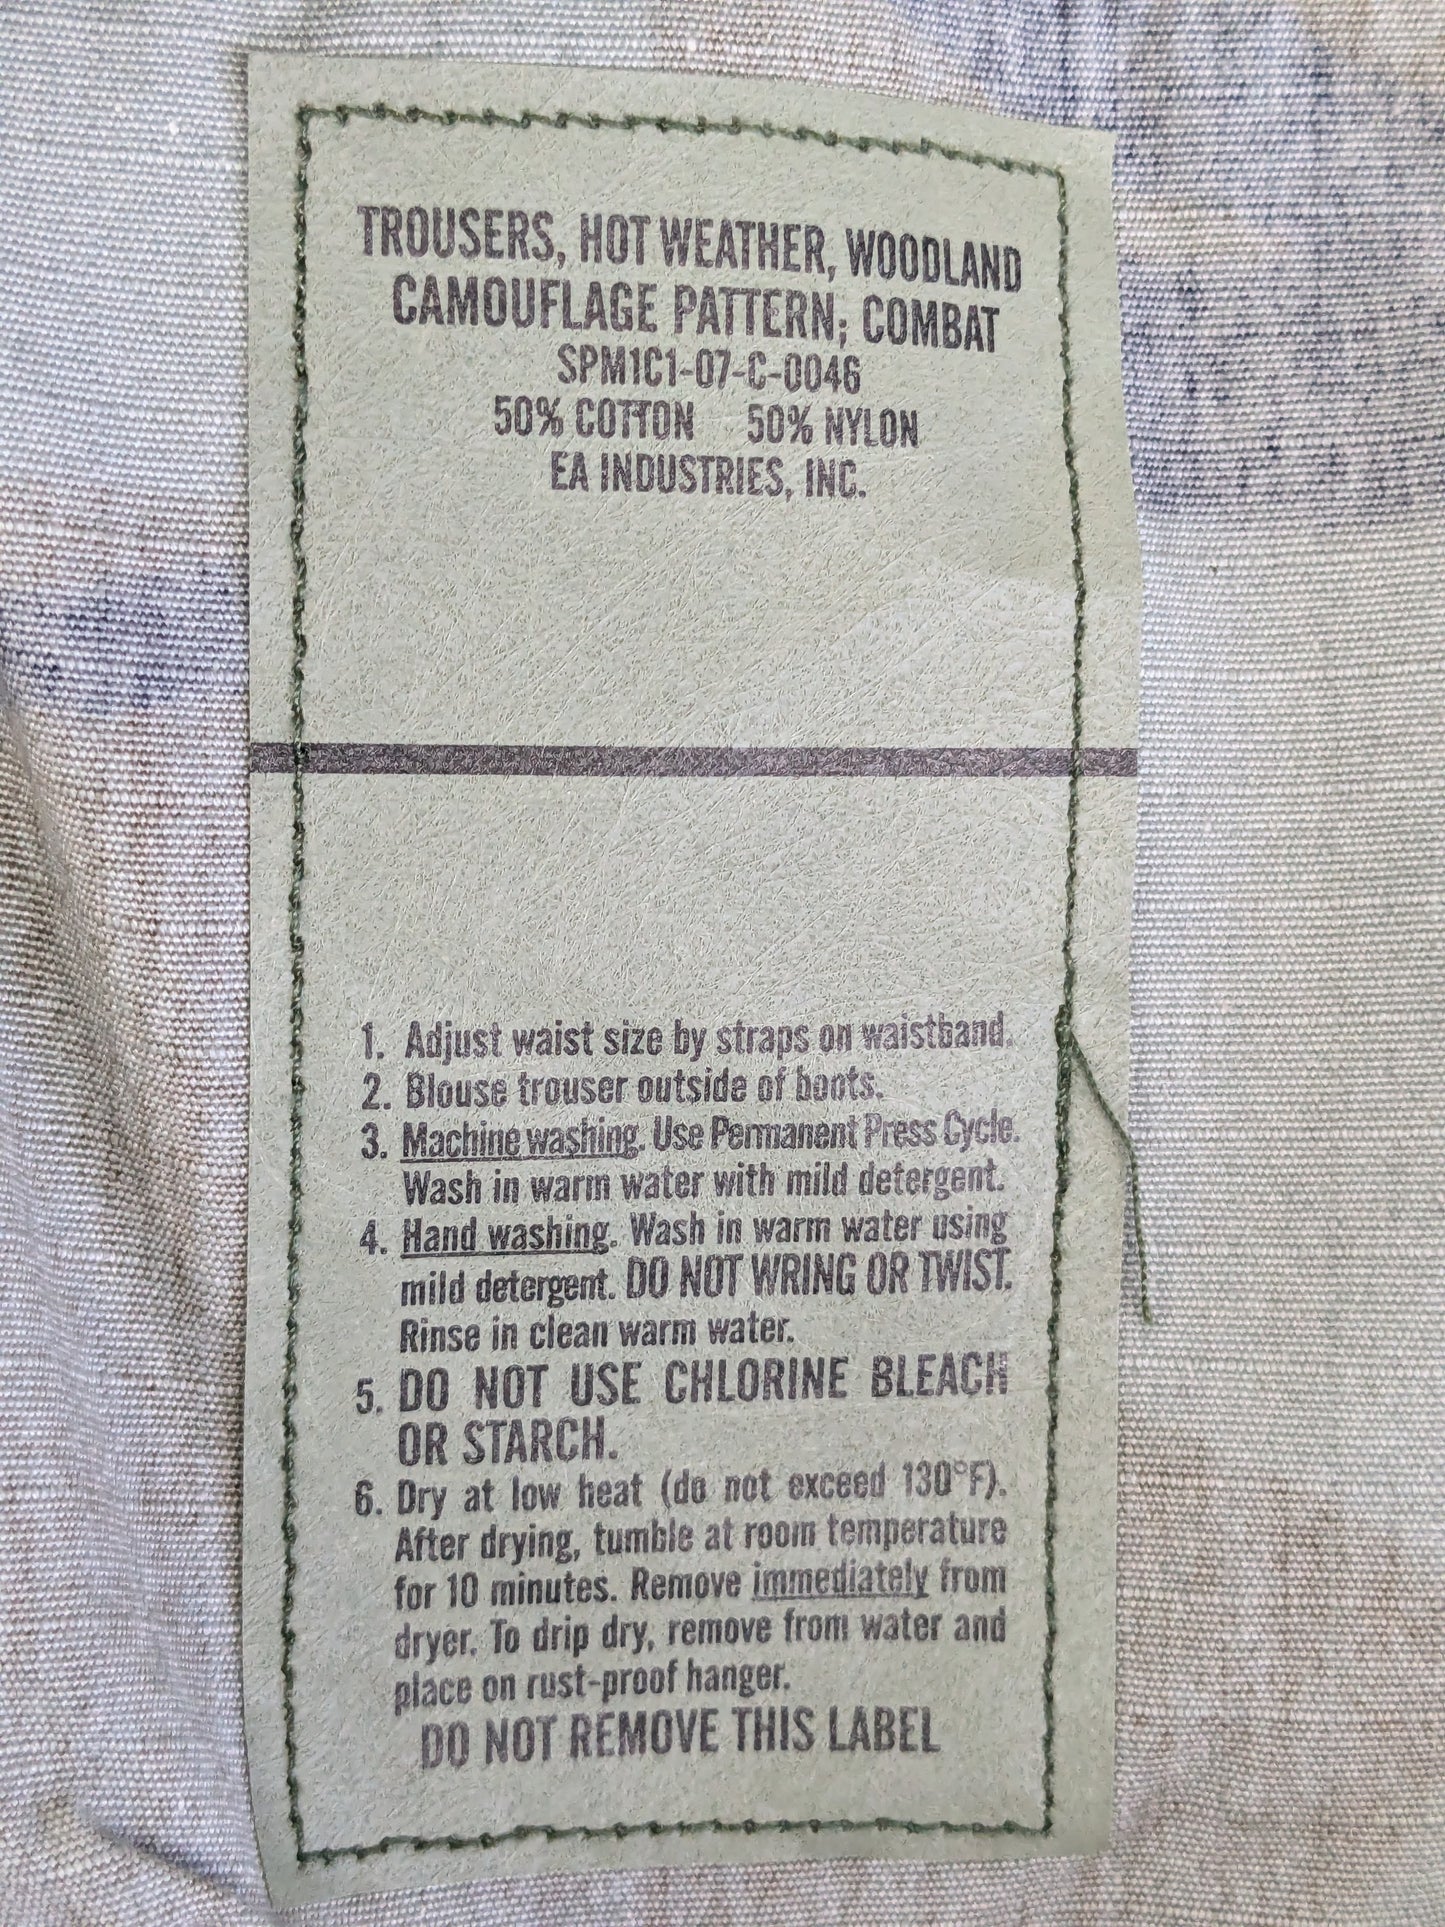 TROUSERS, HOT WEATHER, WOODLAND
CAMOUFLAGE PATTERN; COMBAT
SPM1C1-07-C-0046
50% COTTON 50% NYLON
EA INDUSTRIES, INC.
1. Adjust waist size by straps on waistband.
2. Blouse trouser outside of boots.
3. Machine washing. Use Permanent Press Cycle.
Wash in warm water with mild detergent.
4. Hand washing. Wash in warm water using
mild detergent. DO NOT WRING OR TWIST.
Rinse in clean warm water.
5. DO NOT USE CHLORINE BLEACH
OR STARCH.
6. Dry at low heat (do not exceed 130°F).
After drying, tumble at room temperature
for 10 minutes. Remove immediately from
dryer. To drip dry, remove from water and
place on rust-proof hanger.
DO NOT REMOVE THIS LABEL